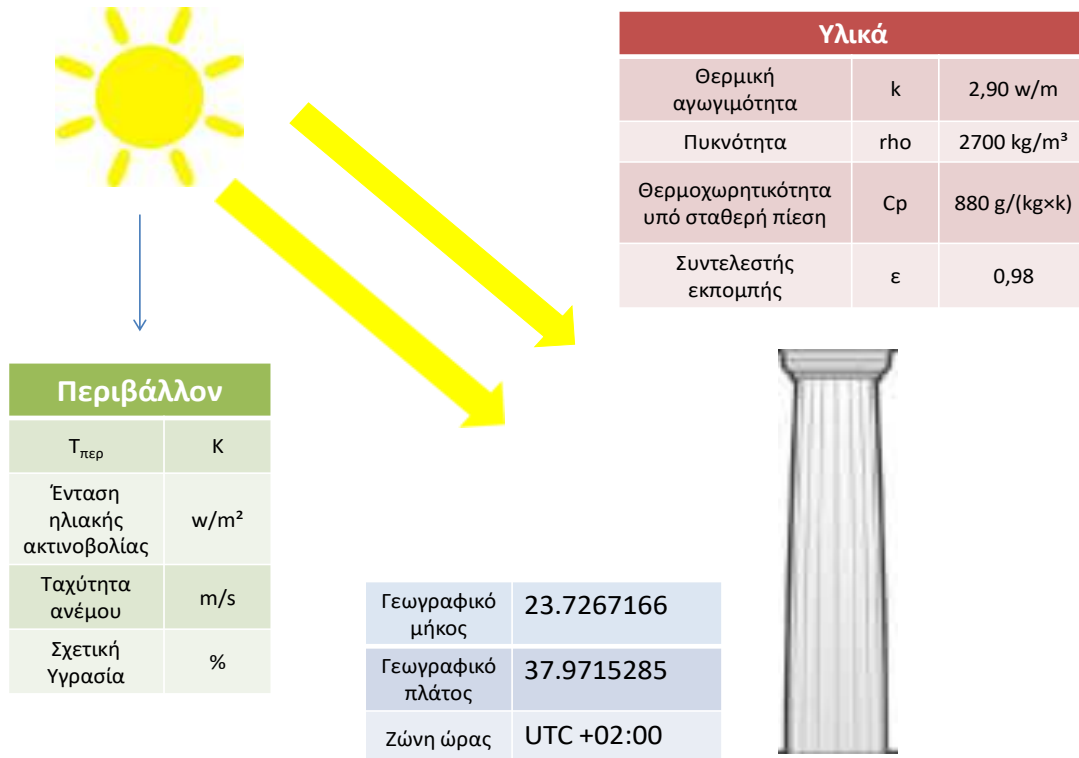 Υλικά
Θερμική
αγωγιμότητα
k
2,90 w/m
Πυκνότητα
rho
2700 kg/m³
Θερμοχωρητικότητα
υπό σταθερή πίεση
Cp
880 g/(kg×k)
Συντελεστής
εκπομπής
ε
0,98
Περιβάλλον
Τπερ
K
Ένταση
ηλιακής
ακτινοβολίας
w/m²
Ταχύτητα
ανέμου
m/s
Σχετική
Υγρασία
%
Γεωγραφικό
μήκος
23.7267166
Γεωγραφικό
πλάτος
37.9715285
Ζώνη ώρας
UTC +02:00